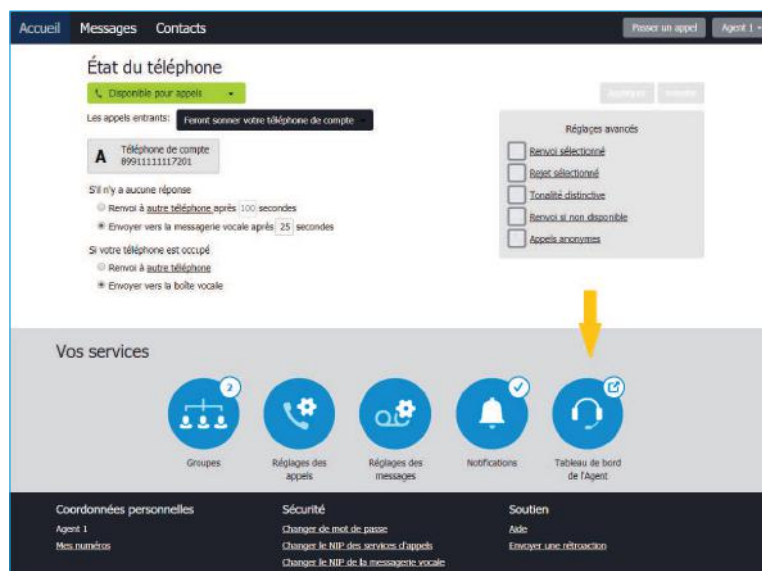 Accueil Messages Contacts Passer un appel Agent 1
État du téléphone
Disponible pour appels
Les appels entrants: Feront sonner votre téléphone de compte
A Téléphone de compte
89911111117201
S'il n'y a aucune réponse
Renvoi à autre téléphone après 100 secondes
Envoyer vers la messagerie vocale après 25 secondes
Si votre téléphone est occupé
Renvoi à autre téléphone
Envoyer vers la boîte vocale
Réglages avancés
Renvoi sélectionné
Rejet sélectionné
Tonalité distinctive
Renvoi si non disponible
Appels anonymes
Vos services
2
Groupes
Réglages des
appels
Réglages des
messages
Notifications
Tableau de bord
de l'Agent
Coordonnées personnelles
Agent 1
Mes numéros
Sécurité
Changer de mot de passe
Changer le NIP des services d'appels
Changer le NIP de la messagerie vocale
Soutien
Aide
Envoyer une rétroaction